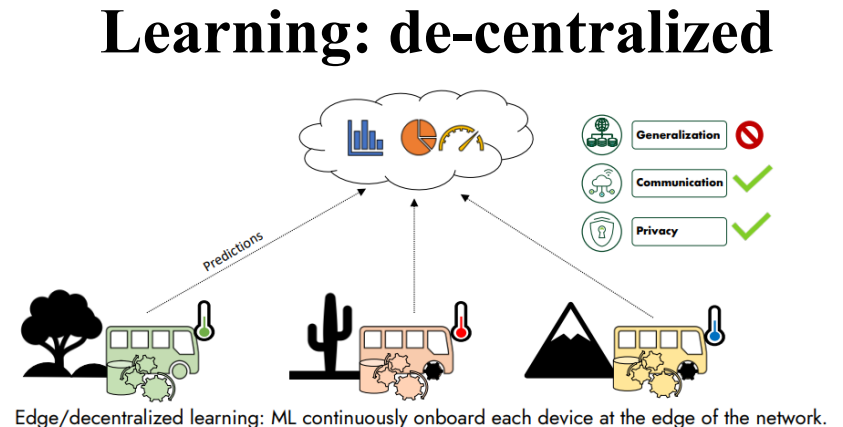 Learning: de-centralized
Generalization
Communication
Privacy
Predictions
Edge/decentralized learning: ML continuously onboard each device at the edge of the network.